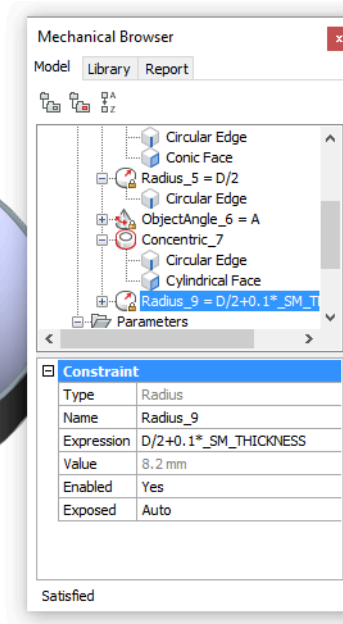 Mechanical Browser
x
Model Library Report
Circular Edge
Conic Face
Radius_5 = D/2
Circular Edge
ObjectAngle_6 = A
Concentric_7
Circular Edge
Cylindrical Face
Radius_9 = D/2+0.1*_SM_TH
Parameters
Constraint
Type Radius
Name Radius_9
Expression D/2+0.1*_SM_THICKNESS
Value 8.2 mm
Enabled Yes
Exposed Auto
Satisfied